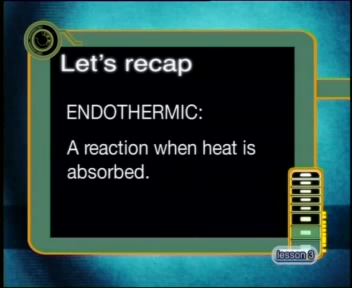 Let's recap
ENDOTHERMIC:
A reaction when heat is
absorbed.
lesson 3